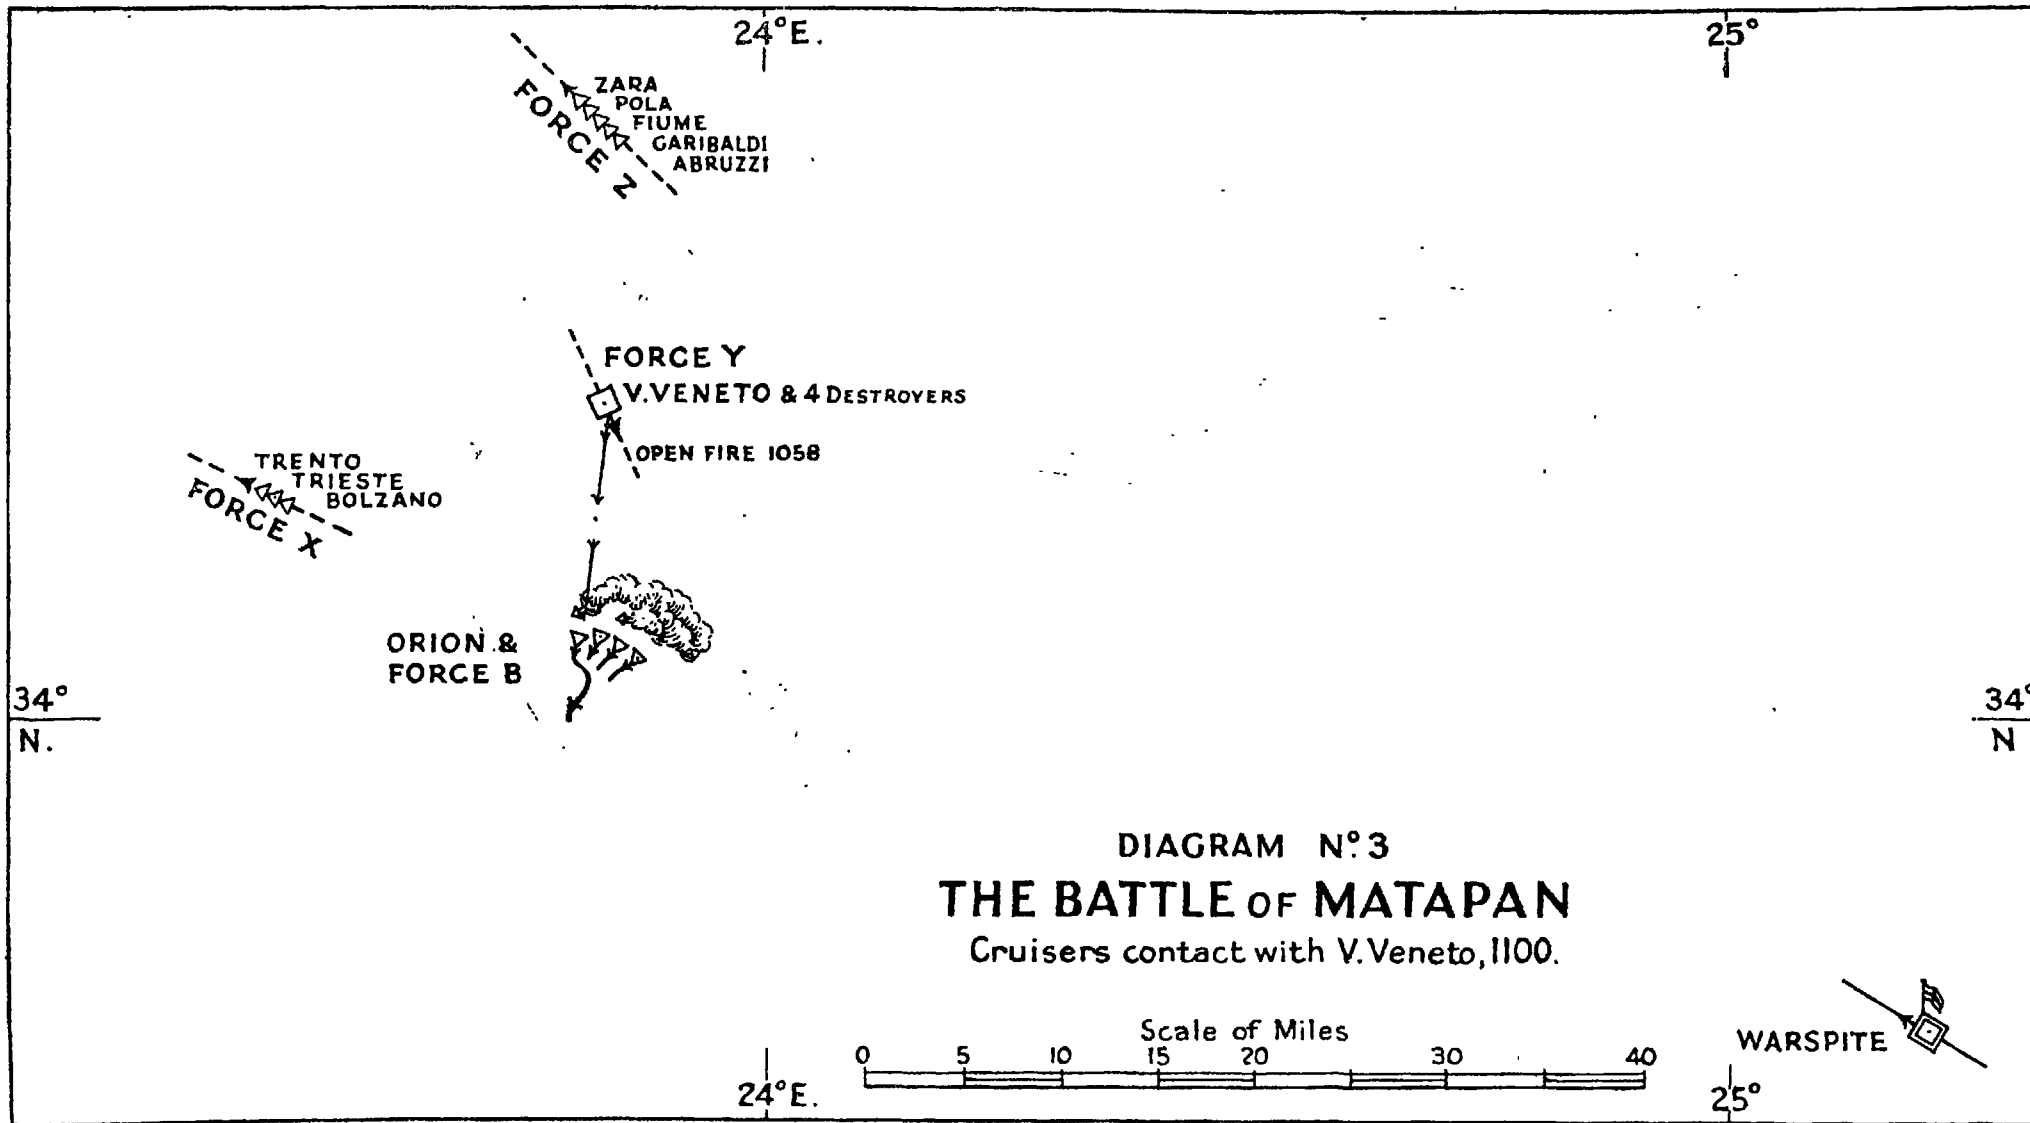 24°E.
25°
ZARA
POLA
FIUME
GARIBALDI
ABRUZZI
FORCE Z
FORCE Y
V.VENETO & 4 DESTROYERS
OPEN FIRE 1058
TRENTO
TRIESTE
BOLZANO
FORCE X
ORION &
FORCE B
34°
N.
34°
N
DIAGRAM Nº 3
THE BATTLE OF MATAPAN
Cruisers contact with V.Veneto, 1100.
Scale of Miles
0 5 10 15 20 30 40
WARSPITE
24°E.
25°